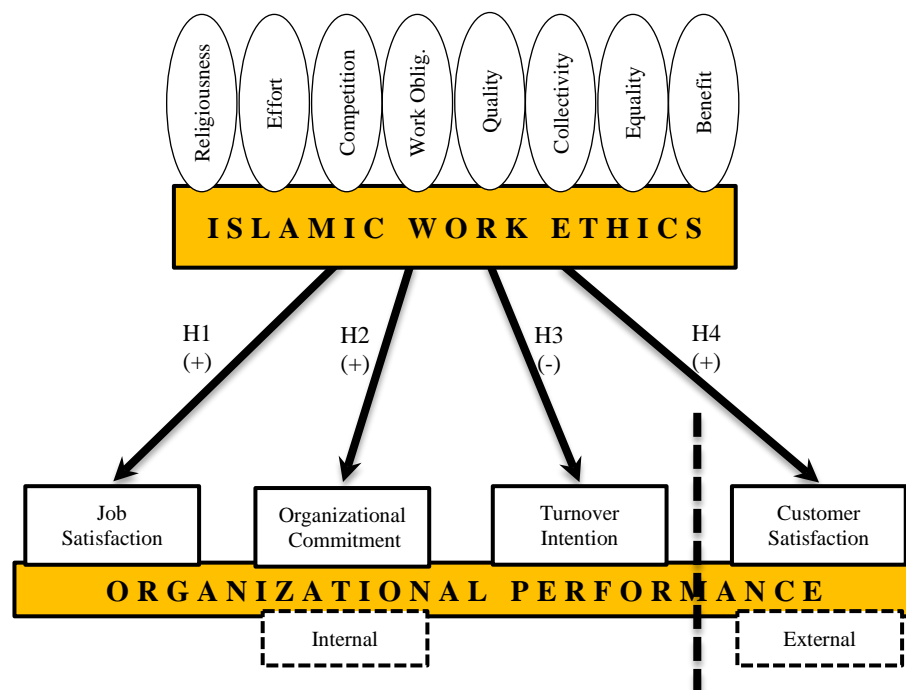 Religiousness
Effort
Competition
Work Oblig.
Quality
Collectivity
Equality
Benefit
ISLAMIC WORK ETHICS
H1
(+)
H2
(+)
H3
(-)
H4
(+)
Job
Satisfaction
Organizational
Commitment
Turnover
Intention
Customer
Satisfaction
ORGANIZATIONAL PERFORMANCE
Internal
External